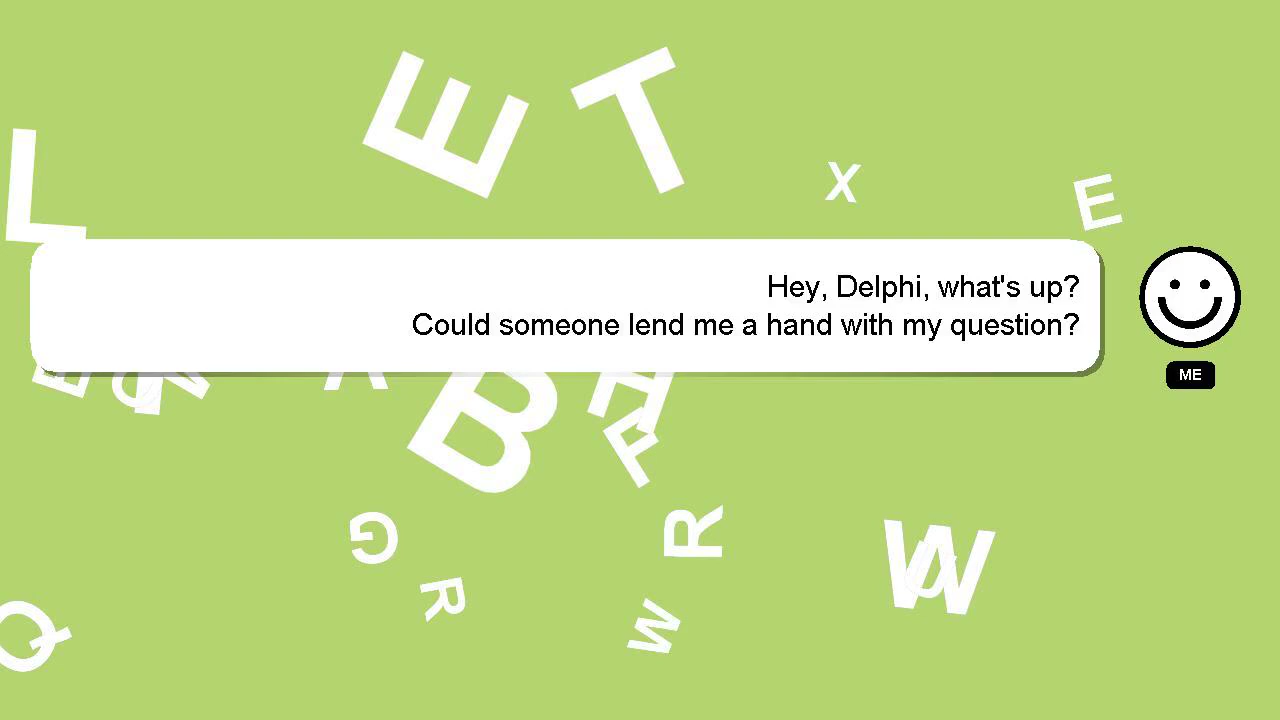 E T
L X E
Hey, Delphi, what's up?
Could someone lend me a hand with my question?
ME
B
G R W
R W
Q